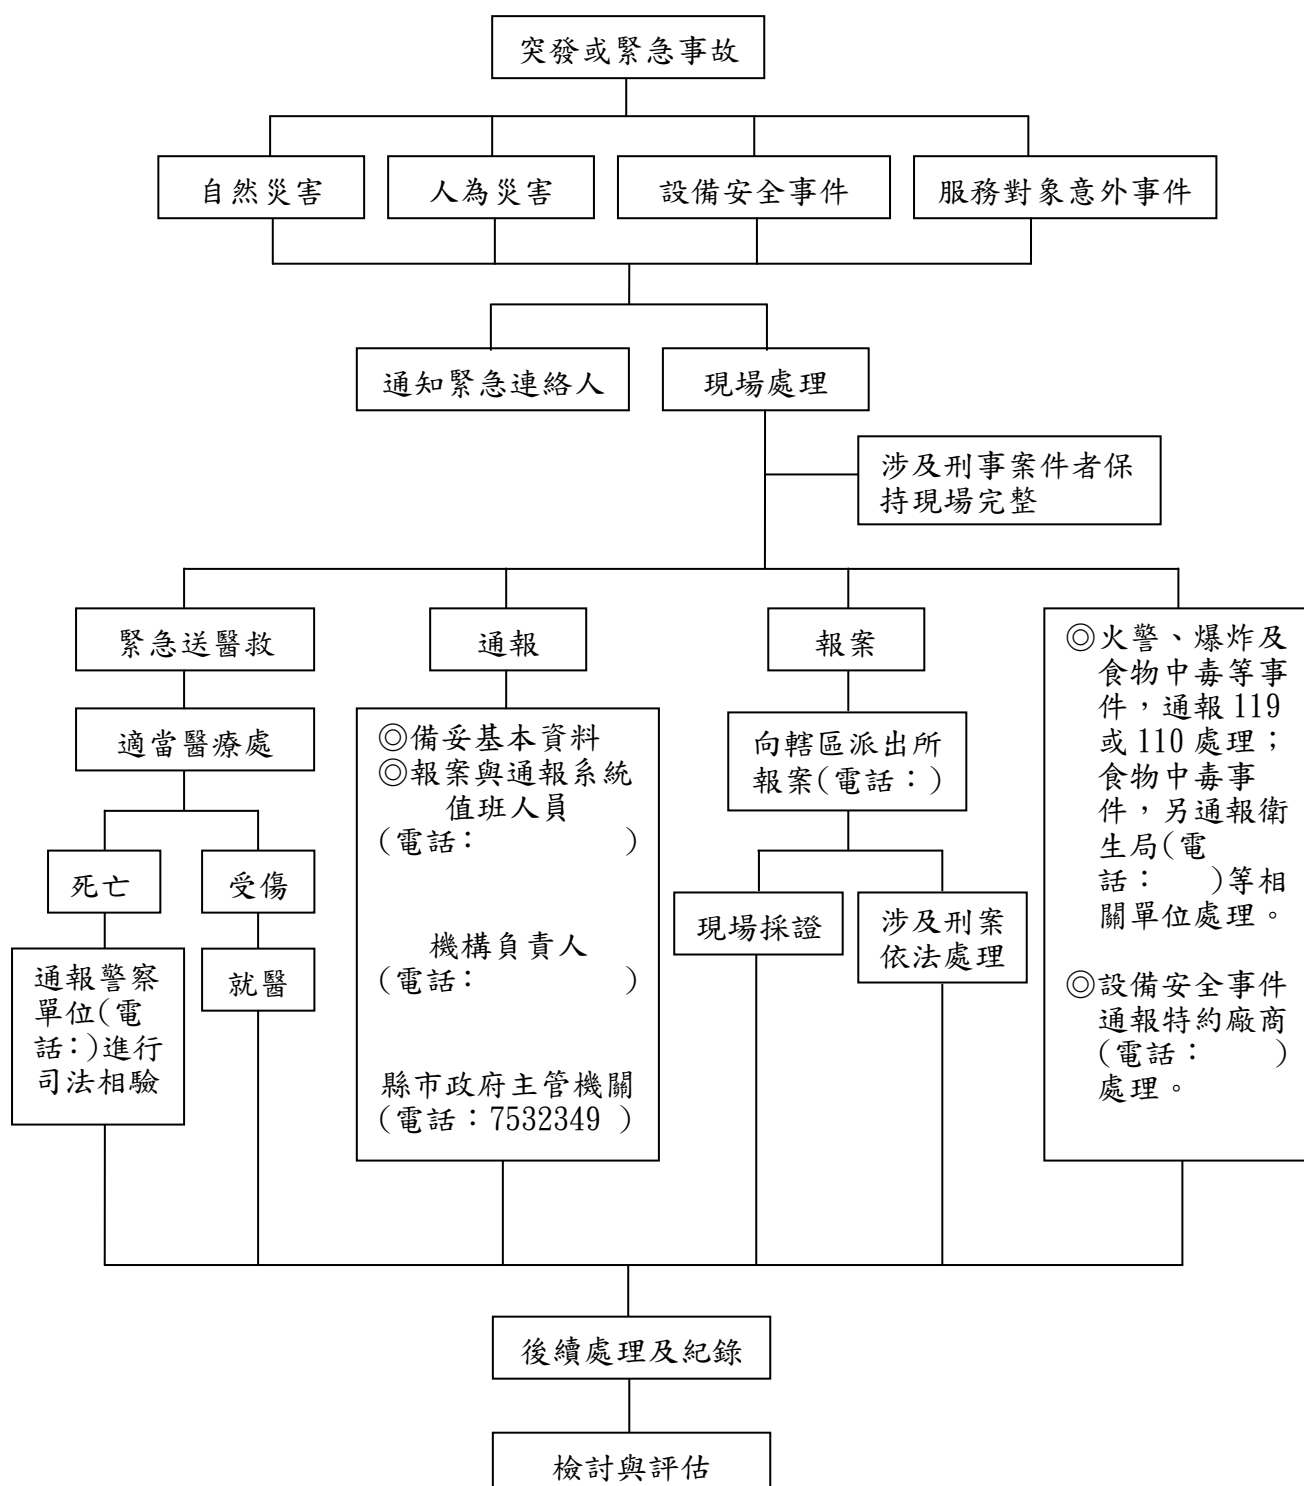 突發或緊急事故
自然災害
人為災害
設備安全事件
服務對象意外事件
通知緊急連絡人
現場處理
涉及刑事案件者保
持現場完整
緊急送醫救
適當醫療處
死亡
受傷
通報警察
單位(電
話:)進行
司法相驗
就醫
通報
◎備妥基本資料
◎報案與通報系統
值班人員
(電話: )
機構負責人
(電話: )
縣市政府主管機關
(電話:7532349 )
報案
向轄區派出所
報案(電話:)
現場採證
涉及刑案
依法處理
◎火警、爆炸及
食物中毒等事
件,通報 119
或 110 處理;
食物中毒事
件,另通報衛
生局(電
話: )等相
關單位處理。
◎設備安全事件
通報特約廠商
(電話: )
處理。
後續處理及紀錄
檢討與評估